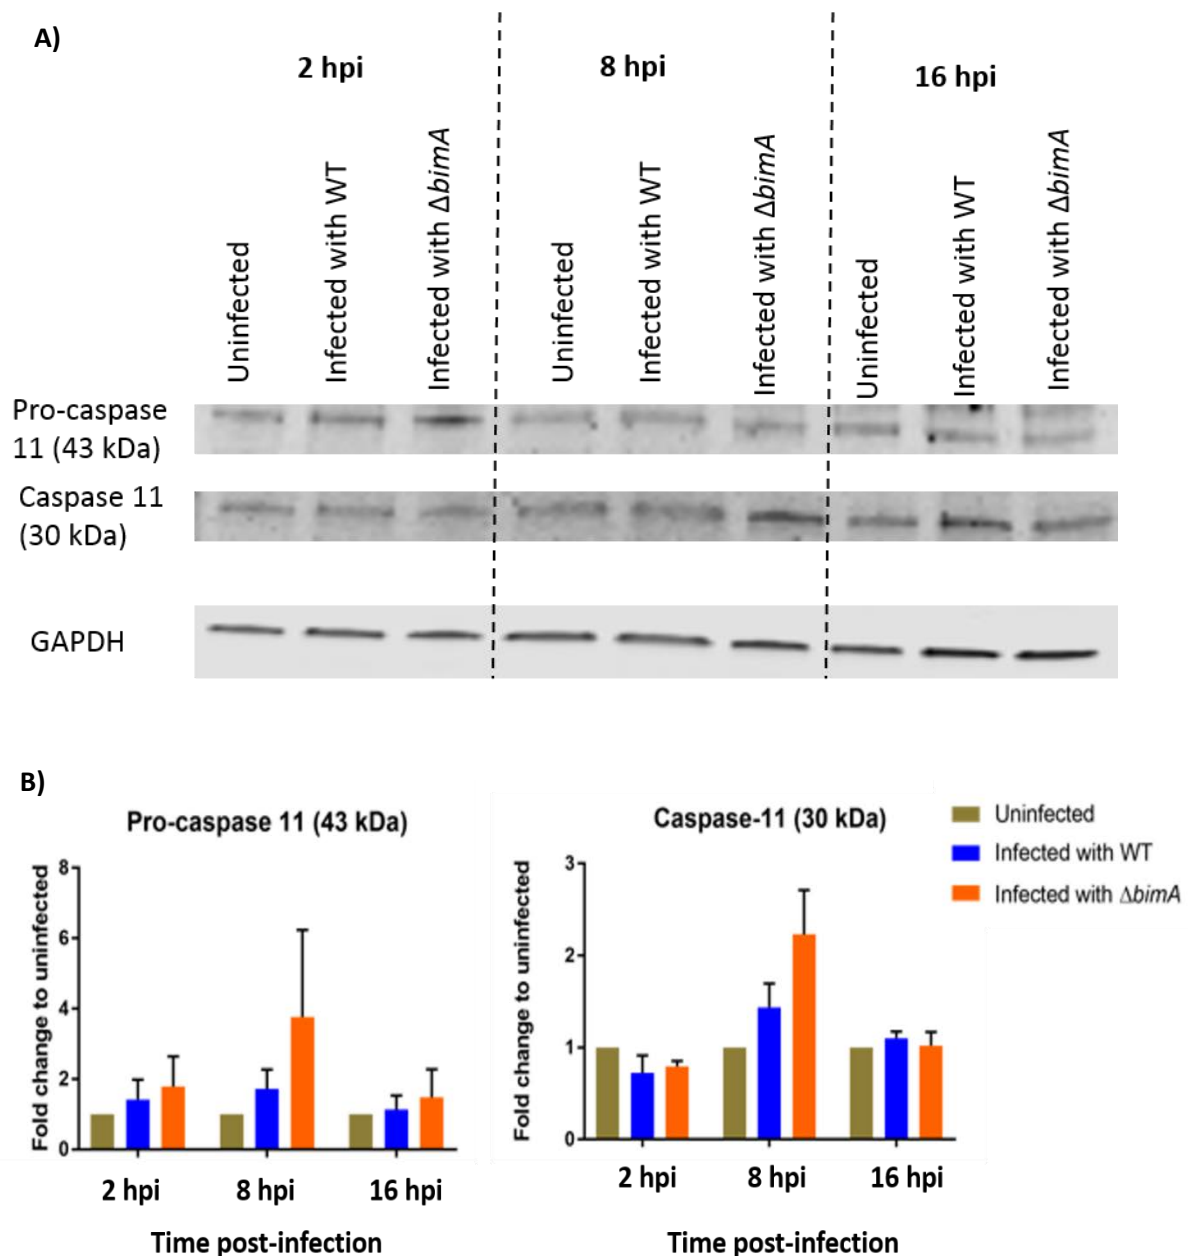 A)
2 hpi
8 hpi
16 hpi
Uninfected
Infected with WT
Infected with ΔbimA
Uninfected
Infected with WT
Infected with ΔbimA
Uninfected
Infected with WT
Infected with ΔbimA
Pro-caspase
11 (43 kDa)
Caspase 11
(30 kDa)
GAPDH
B)
Pro-caspase 11 (43 kDa)
Fold change to uninfected
8
6
4
2
0
2 hpi
8 hpi
16 hpi
Time post-infection
Caspase-11 (30 kDa)
Fold change to uninfected
3
2
1
0
2 hpi
8 hpi
16 hpi
Time post-infection
Uninfected
Infected with WT
Infected with ΔbimA